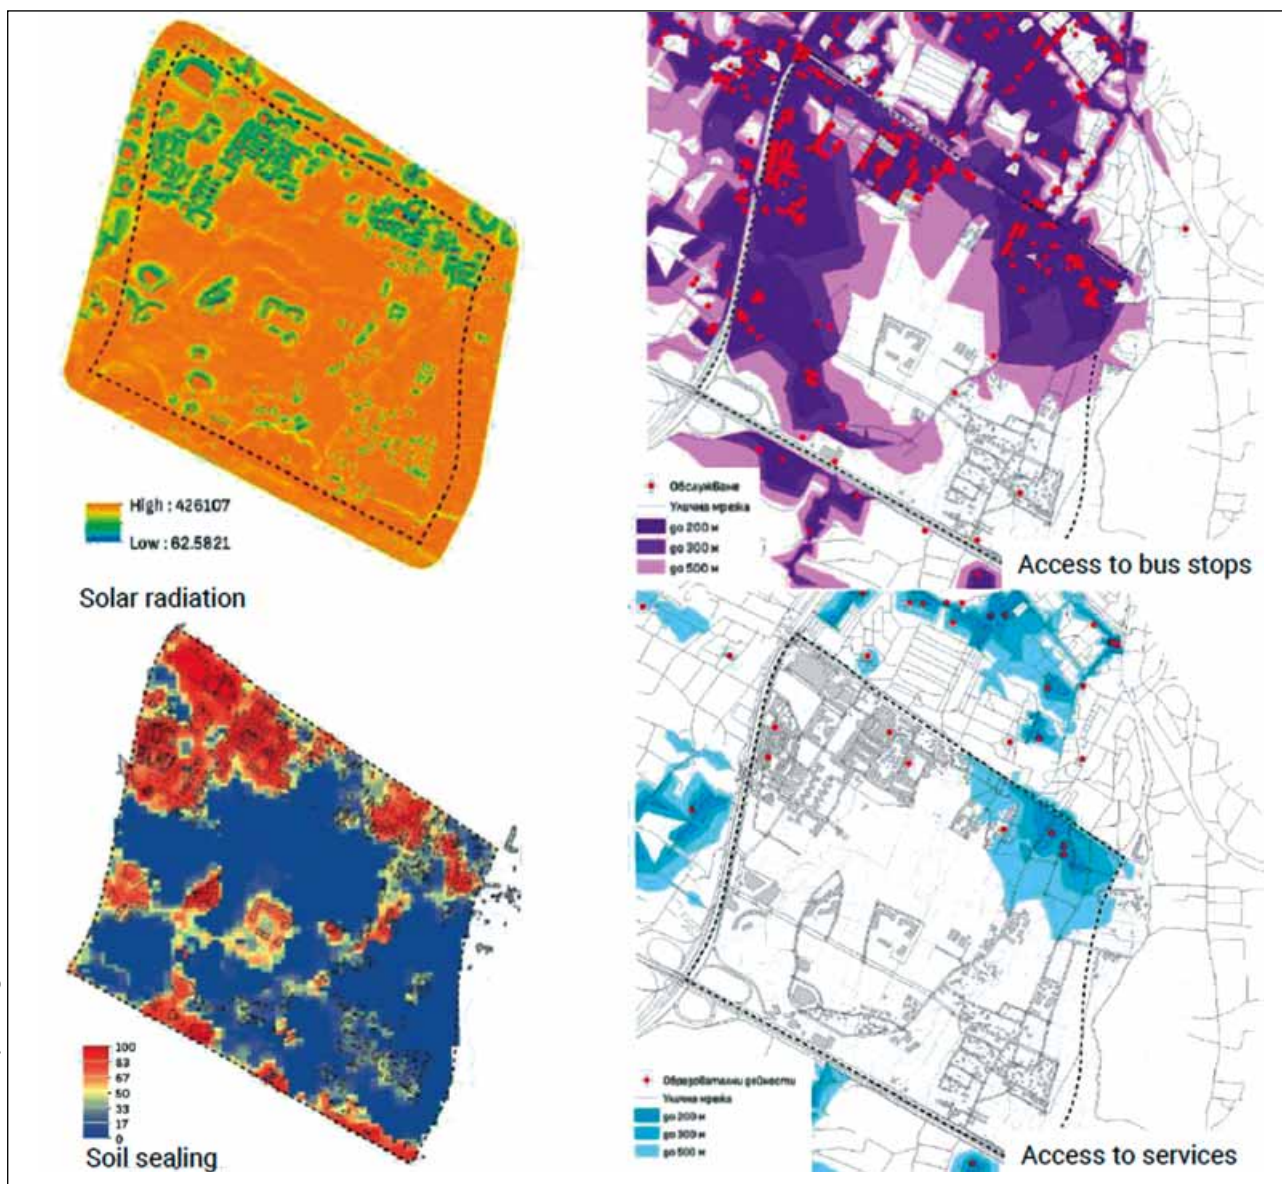 High : 426107
Low : 62.5821
Solar radiation
Обслужване
Улична мрежа
до 200 м
до 300 м
до 500 м
Access to bus stops
100
83
67
50
33
17
0
Soil sealing
Образователни дейности
Улична мрежа
до 200 м
до 300 м
до 500 м
Access to services